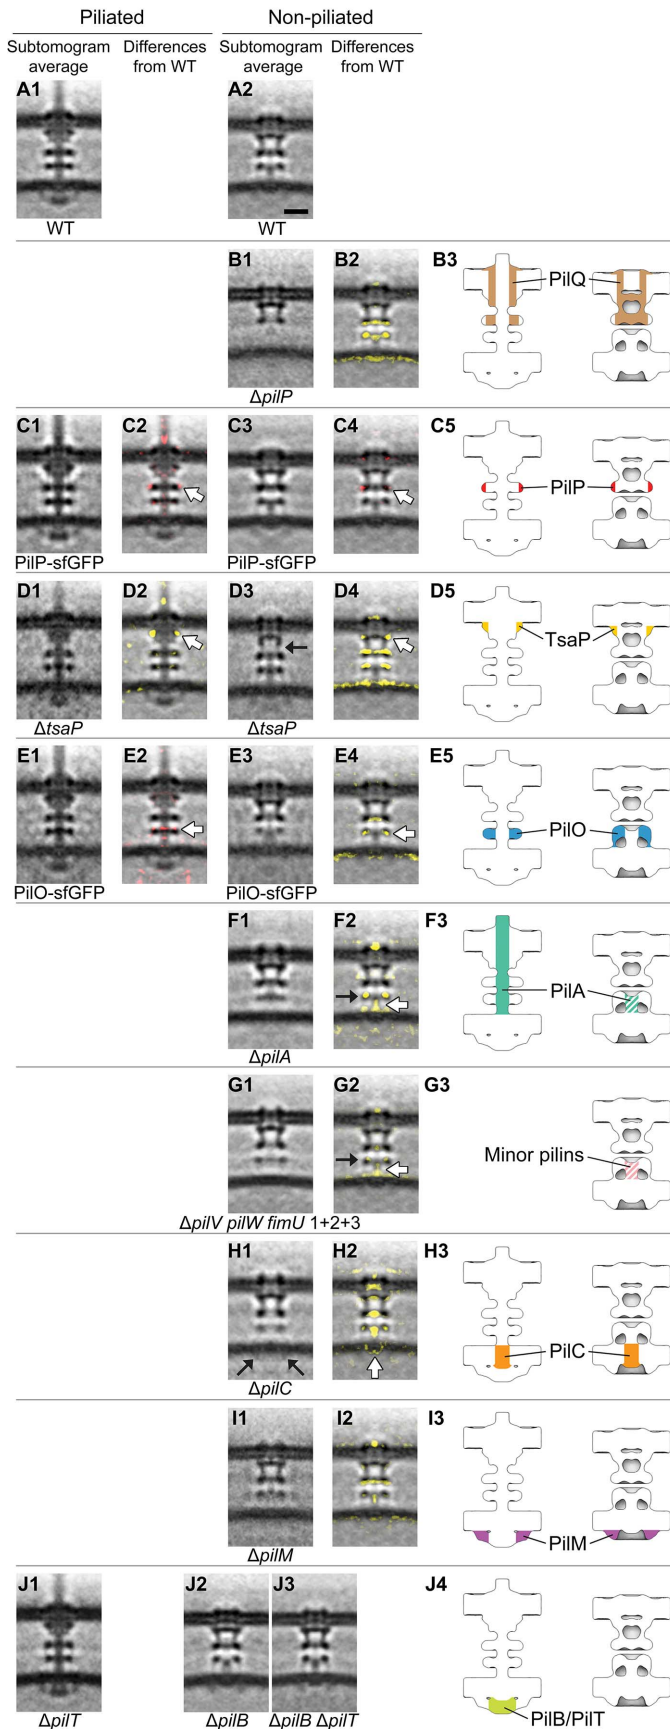 Piliated
Non-piliated
Subtomogram average
Differences from WT
Subtomogram average
Differences from WT
A1
A2
WT
WT
B1
B2
B3
PilQ
ΔpilP
C1
C2
C3
C4
C5
PilP
PilP-sfGFP
PilP-sfGFP
D1
D2
D3
D4
D5
TsaP
ΔtsaP
ΔtsaP
E1
E2
E3
E4
E5
PilO
PilO-sfGFP
PilO-sfGFP
F1
F2
F3
PilA
ΔpilA
G1
G2
G3
Minor pilins
ΔpilV pilW fimU 1+2+3
H1
H2
H3
PilC
ΔpilC
I1
I2
I3
PilM
ΔpilM
J1
J2
J3
J4
PilB/PilT
ΔpilT
ΔpilB
ΔpilB ΔpilT